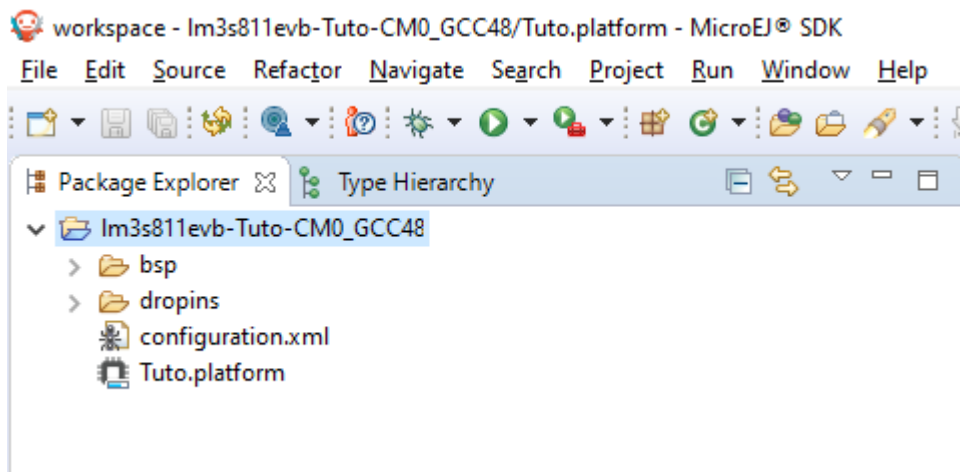 workspace - lm3s811evb-Tuto-CM0_GCC48/Tuto.platform - MicroEJ® SDK
File Edit Source Refactor Navigate Search Project Run Window Help
Package Explorer Type Hierarchy
lm3s811evb-Tuto-CM0_GCC48
bsp
dropins
configuration.xml
Tuto.platform